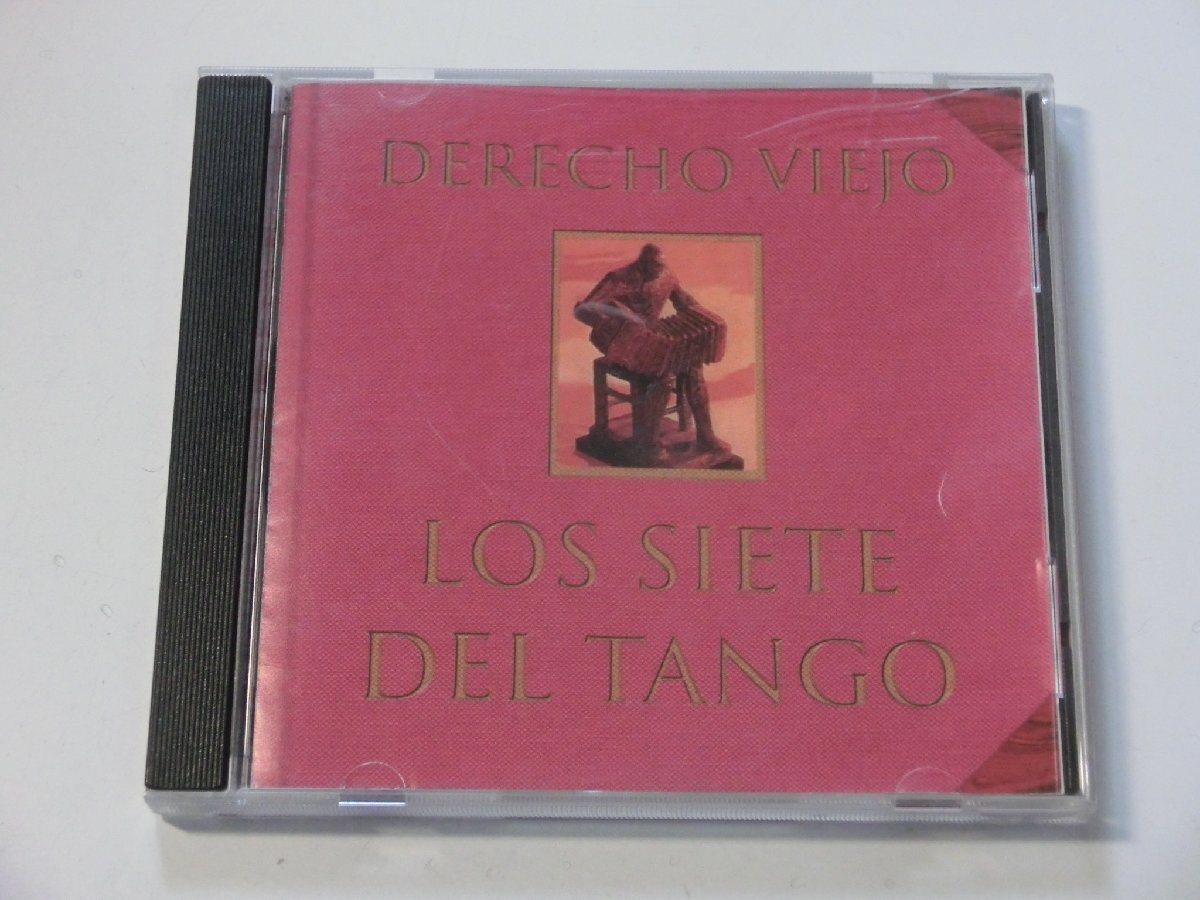 DERECHO VIEJO
LOS SIETE
DEL TANGO